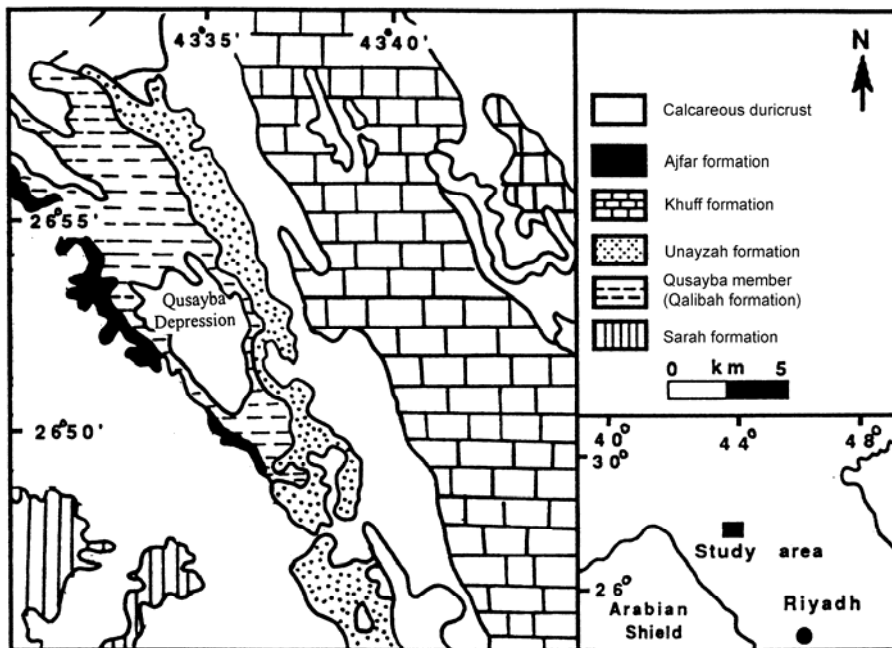 43°35' 43°40'
26°55'
Qusayba
Depression
26°50'
N
Calcareous duricrust
Ajfar formation
Khuff formation
Unayzah formation
Qusayba member
(Qalibah formation)
Sarah formation
0 km 5
40° 44° 48°
30°
Study area
26°
Arabian
Shield
Riyadh